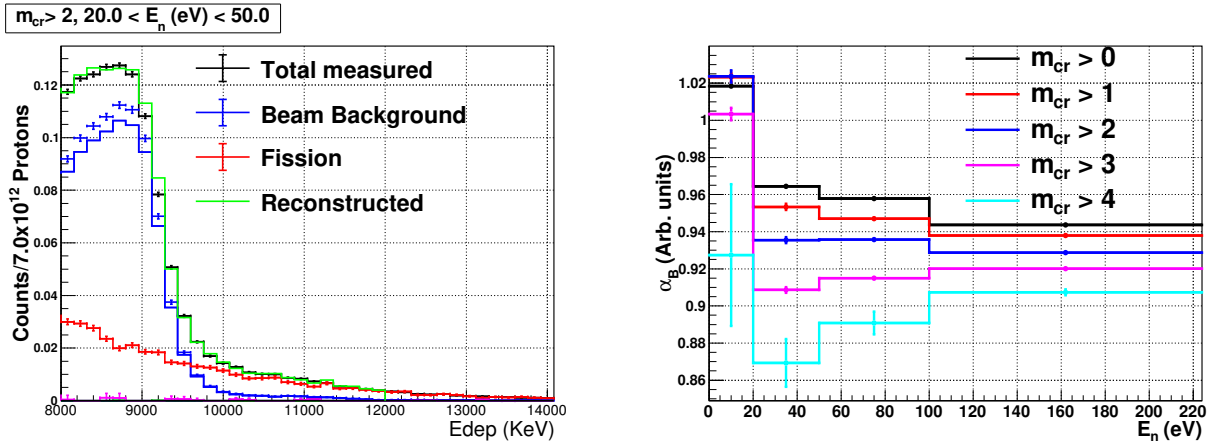 m_cr> 2, 20.0 < E_n (eV) < 50.0
Counts/7.0x10^12 Protons
0.12
0.1
0.08
0.06
0.04
0.02
0
Total measured
Beam Background
Fission
Reconstructed
8000 9000 10000 11000 12000 13000 14000
Edep (KeV)
α_B (Arb. units)
1.02
1
0.98
0.96
0.94
0.92
0.9
0.88
0.86
m_cr > 0
m_cr > 1
m_cr > 2
m_cr > 3
m_cr > 4
0 20 40 60 80 100 120 140 160 180 200 220
E_n (eV)